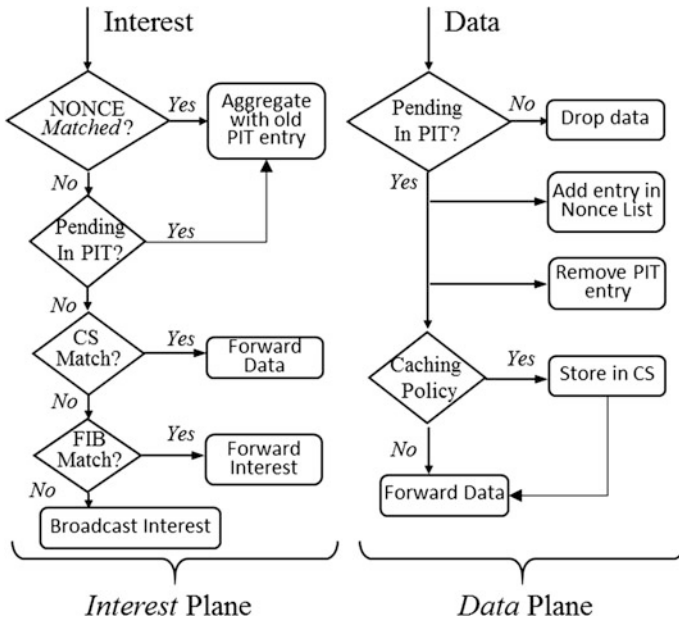 Interest
NONCE
Matched?
Yes
Aggregate
with old
PIT entry
No
Pending
In PIT?
Yes
No
CS
Match?
Yes
Forward
Data
No
FIB
Match?
Yes
Forward
Interest
No
Broadcast Interest
Interest Plane
Data
Pending
In PIT?
No
Drop data
Yes
Add entry in
Nonce List
Remove PIT
entry
Caching
Policy
Yes
Store in CS
No
Forward Data
Data Plane